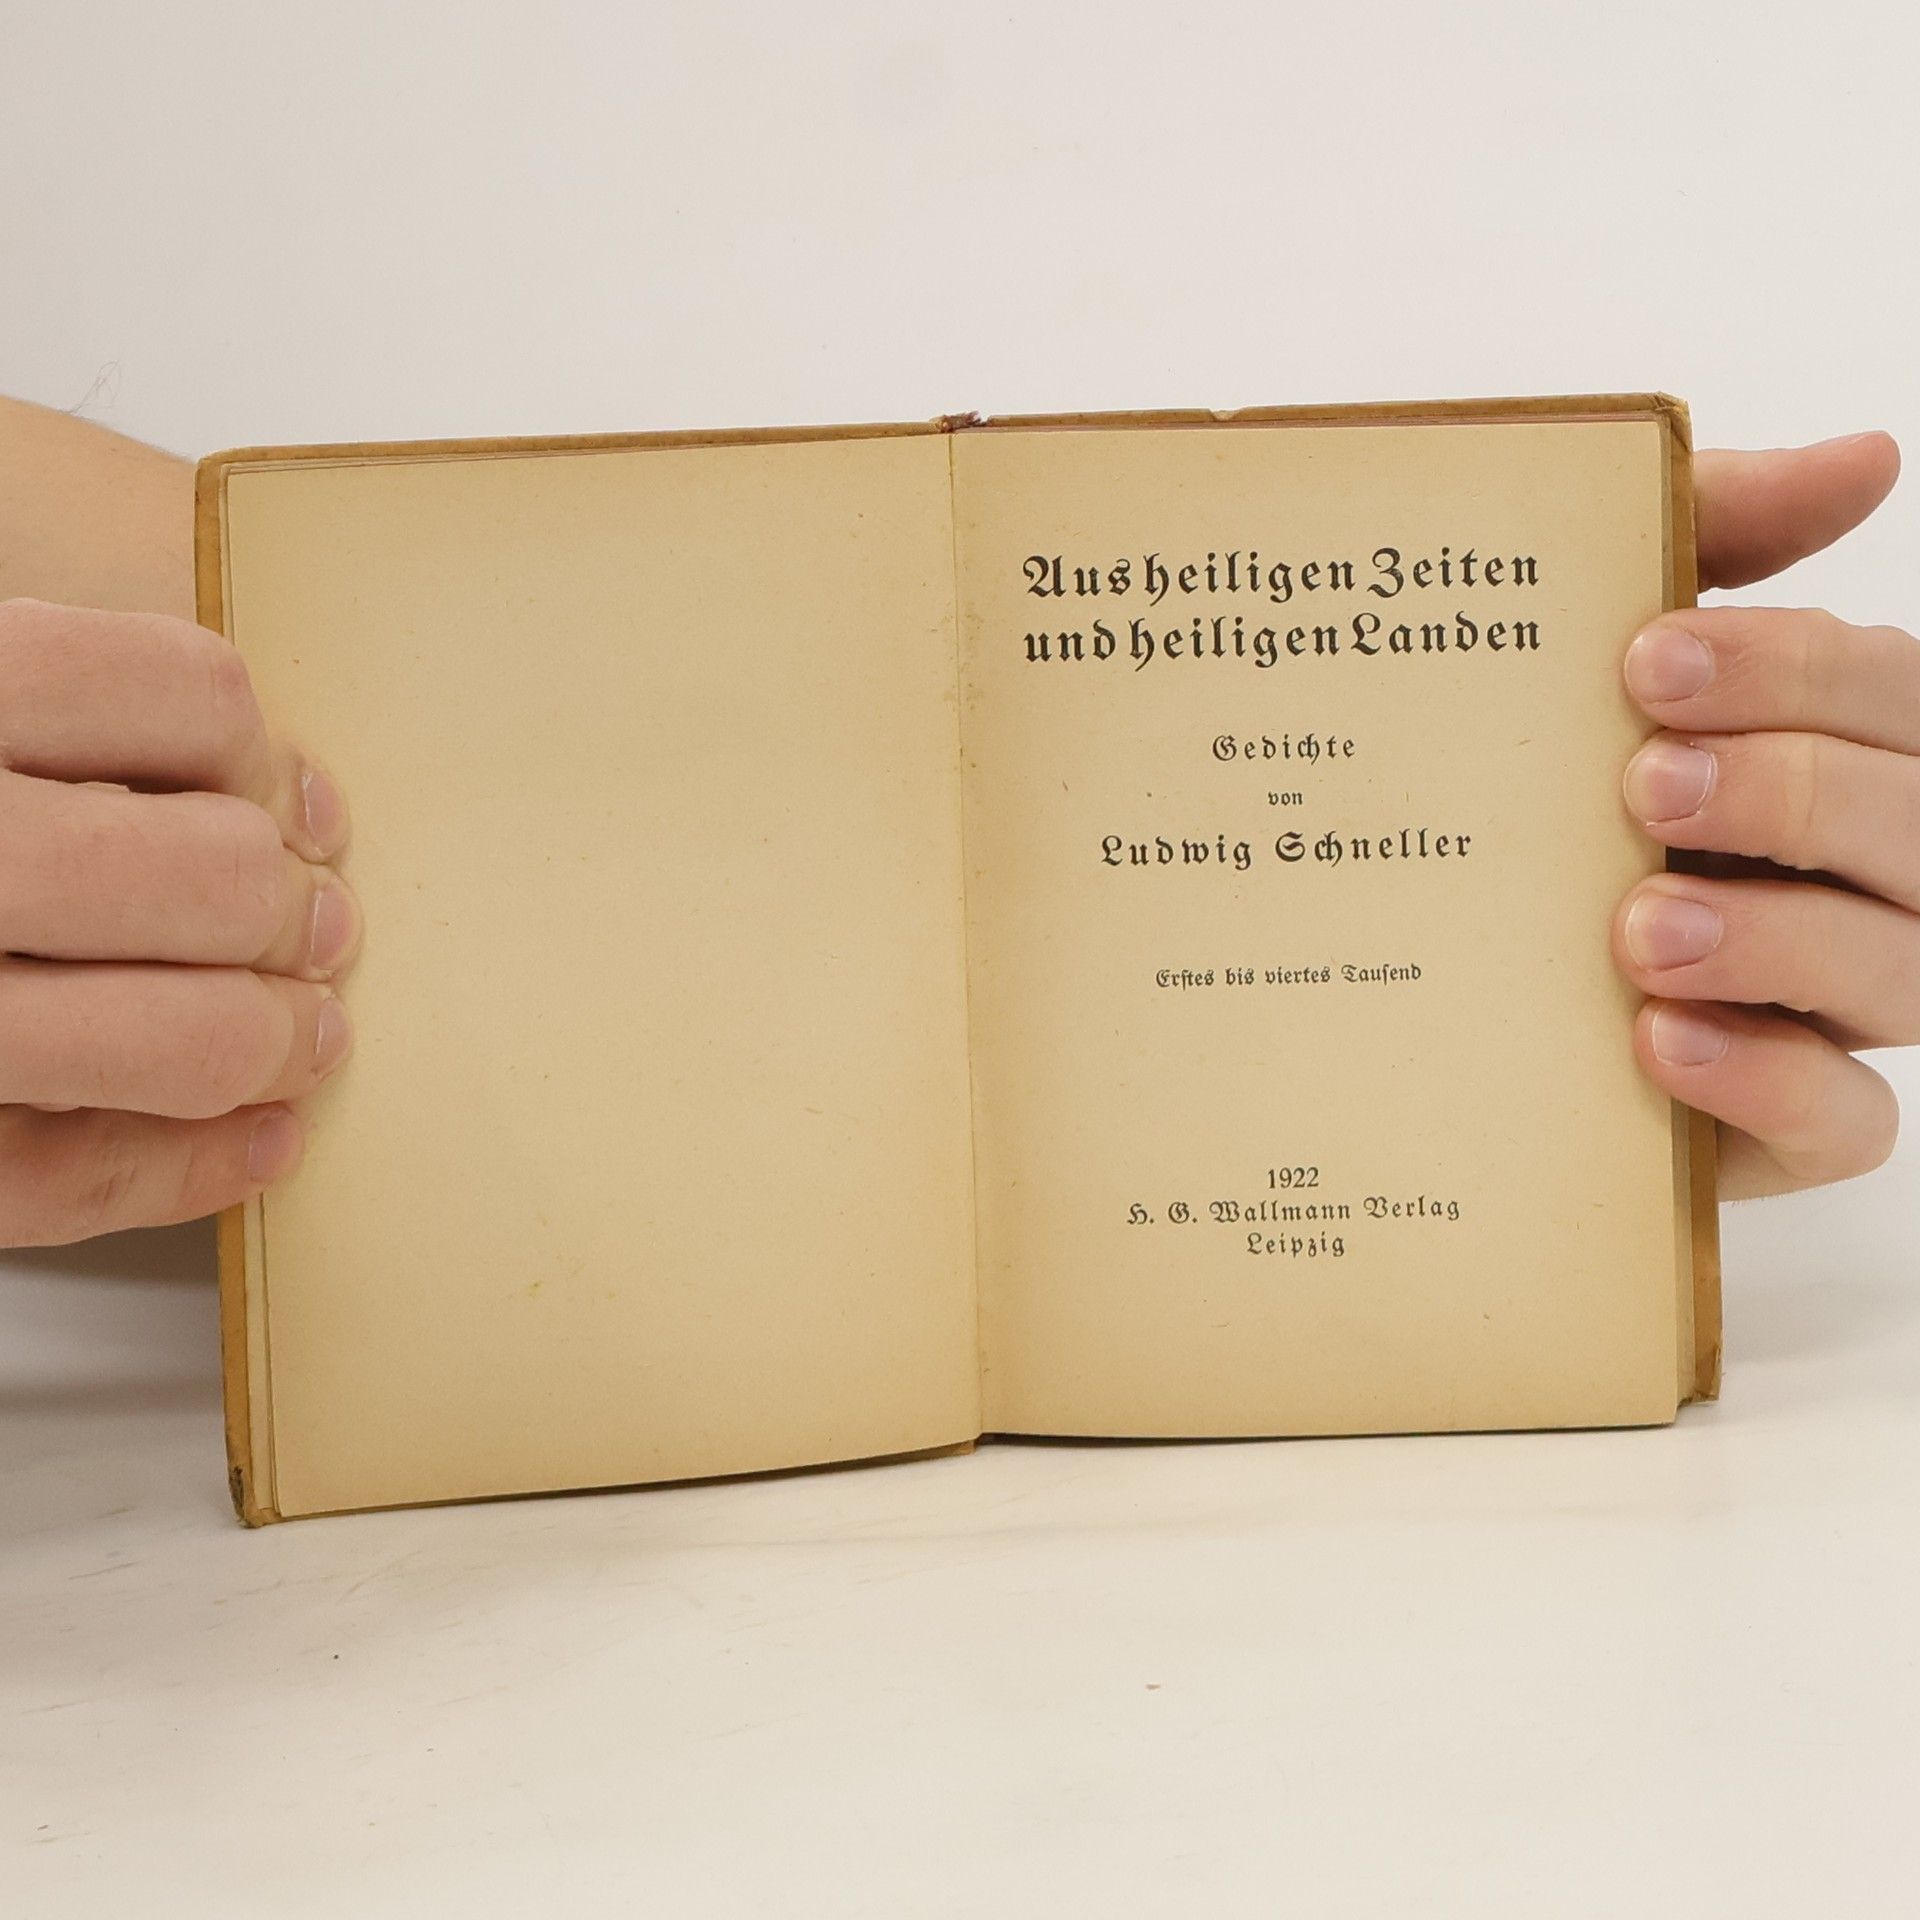 Aus heiligen Zeiten
und heiligen Landen
Gedichte
von
Ludwig Schneller
Erſtes bis viertes Tauſend
1922
H. G. Wallmann Verlag
Leipzig